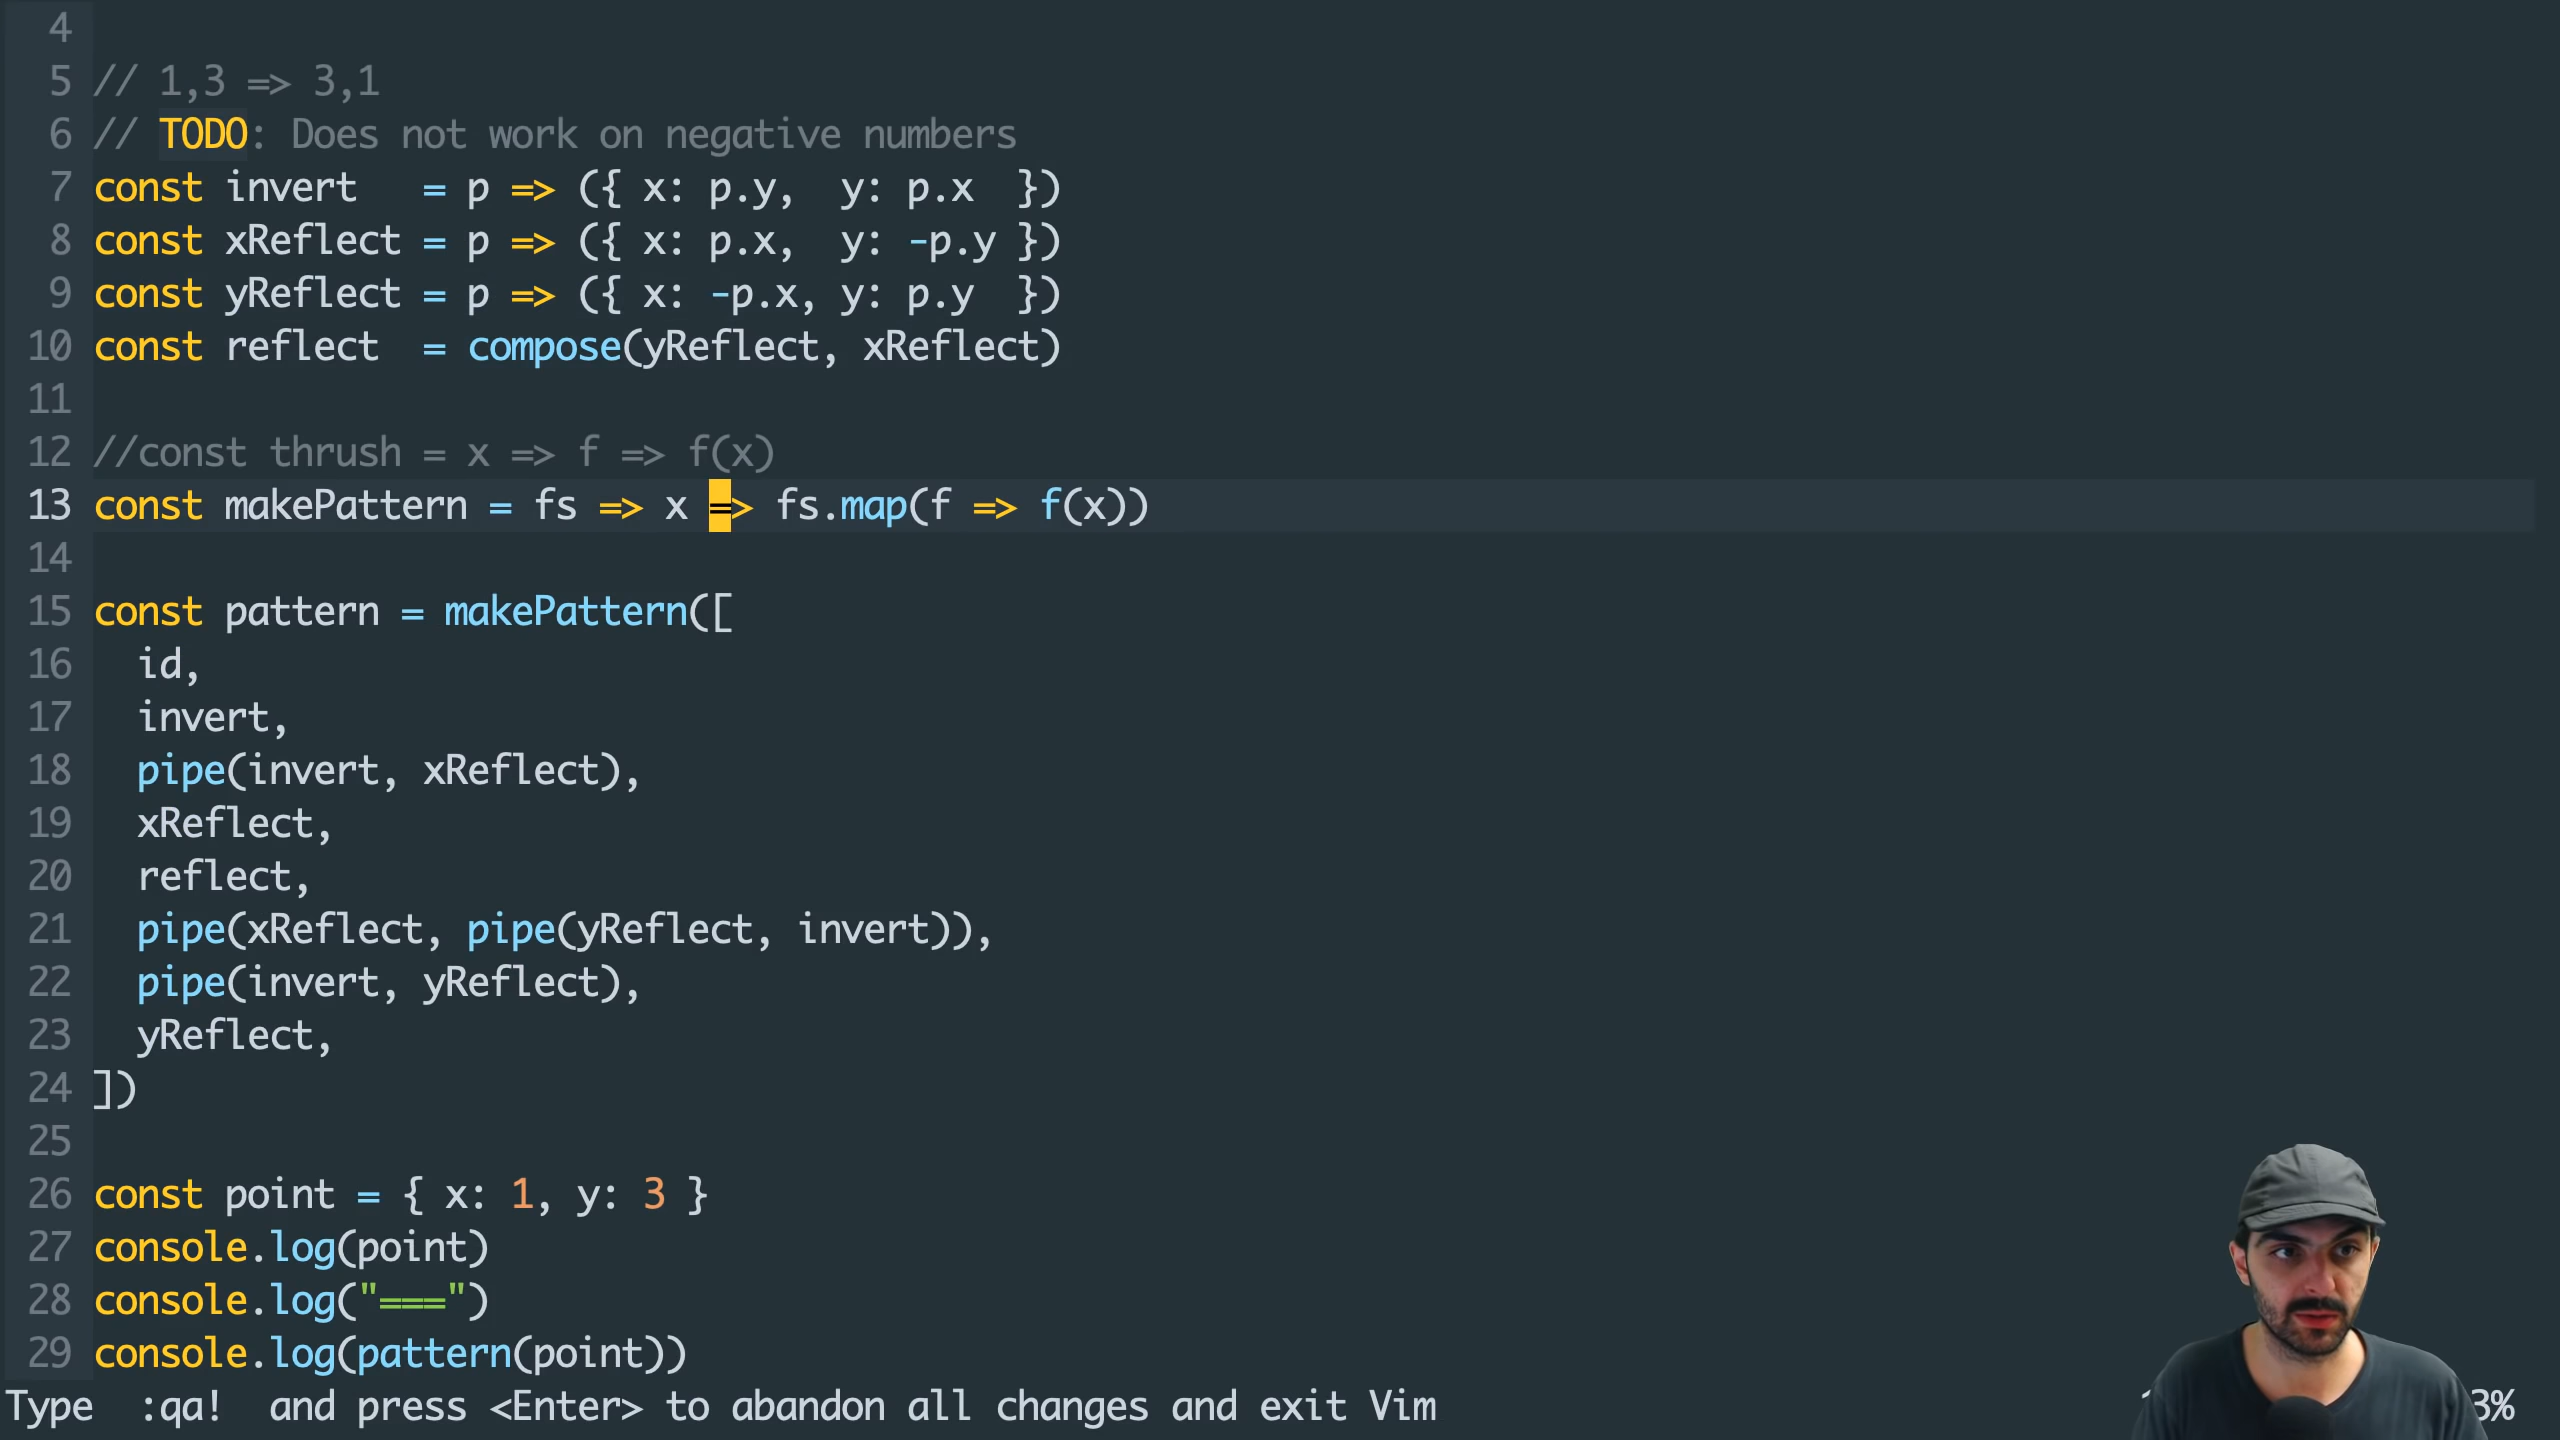 4
5 // 1,3 => 3,1
6 // TODO: Does not work on negative numbers
7 const invert   = p => ({ x: p.y,  y: p.x  })
8 const xReflect = p => ({ x: p.x,  y: -p.y })
9 const yReflect = p => ({ x: -p.x, y: p.y  })
10 const reflect  = compose(yReflect, xReflect)
11
12 //const thrush = x => f => f(x)
13 const makePattern = fs => x => fs.map(f => f(x))
14
15 const pattern = makePattern([
16   id,
17   invert,
18   pipe(invert, xReflect),
19   xReflect,
20   reflect,
21   pipe(xReflect, pipe(yReflect, invert)),
22   pipe(invert, yReflect),
23   yReflect,
24 ])
25
26 const point = { x: 1, y: 3 }
27 console.log(point)
28 console.log("===")
29 console.log(pattern(point))
Type  :qa!  and press <Enter> to abandon all changes and exit Vim